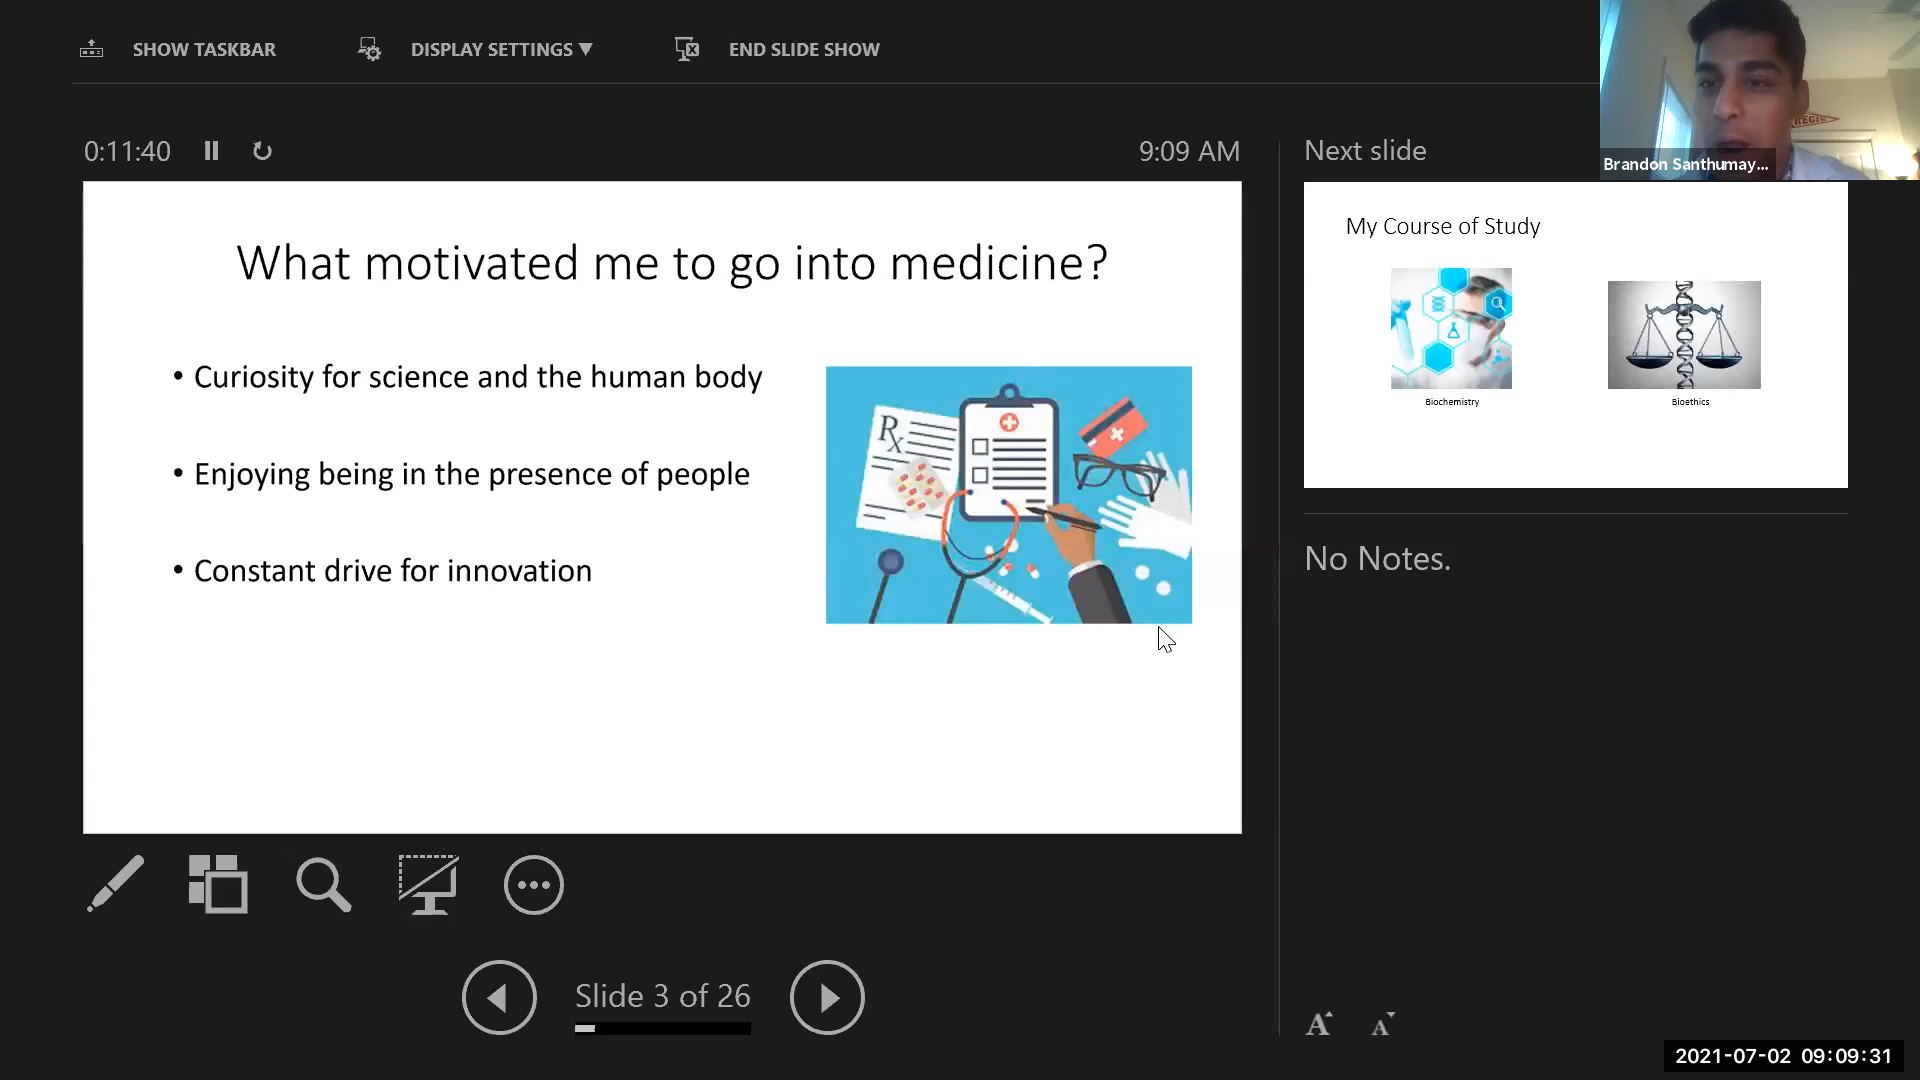 SHOW TASKBAR
DISPLAY SETTINGS ▼
END SLIDE SHOW
0:11:40
9:09 AM
Next slide
REGIS
Brandon Santhumay...
What motivated me to go into medicine?
• Curiosity for science and the human body
• Enjoying being in the presence of people
• Constant drive for innovation
Rx
My Course of Study
Biochemistry
Bioethics
No Notes.
Slide 3 of 26
A
A
2021-07-02 09:09:31